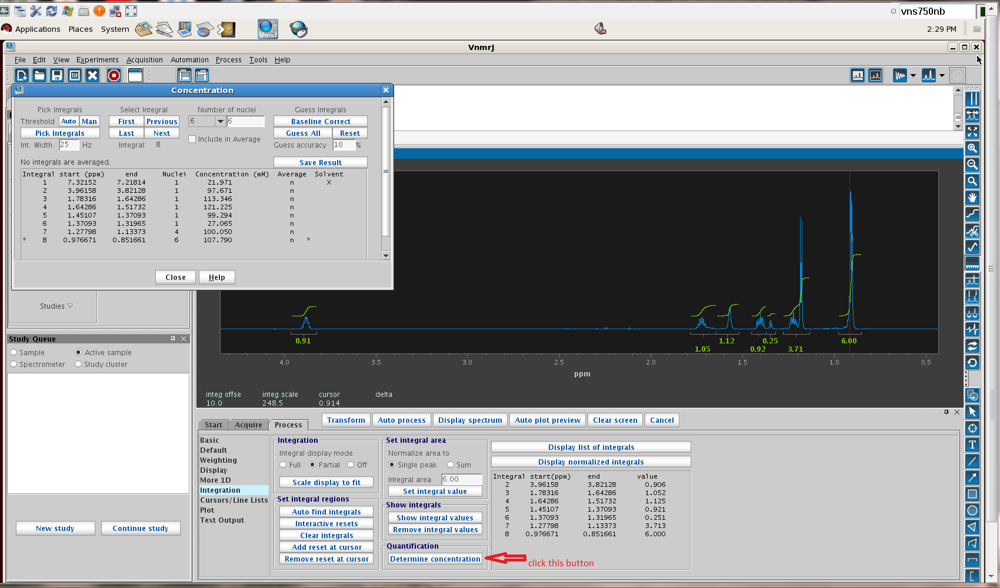 vns750nb
Applications Places System
2:29 PM
VnmrJ
VnmrJ
File Edit View Experiments Acquisition Automation Process Tools Help
Concentration
Pick Integrals Select Integral Number of nuclei Guess Integrals
Threshold Auto Man First Previous 6 6 Baseline Correct
Pick Integrals Last Next Guess All Reset
Include in Average
Int. Width 25 Hz Integral: 8 Guess accuracy 10 %
No integrals are averaged. Save Result
Integral start (ppm) end Nuclei Concentration (mM) Average Solvent
1 7.32152 7.21814 1 21.971 n X
2 3.96158 3.82128 1 97.671 n
3 1.78316 1.64286 1 113.346 n
4 1.64286 1.51732 1 121.225 n
5 1.45107 1.37093 1 99.294 n
6 1.37093 1.31965 1 27.065 n
7 1.27798 1.13373 4 100.050 n
* 8 0.976671 0.851661 6 107.790 n *
Close Help
Studies
0.91 1.12 0.25 6.00
1.05 0.92 3.71
4.0 3.5 3.0 2.5 2.0 1.5 1.0 0.5
ppm
integ offse integ scale cursor delta
10.0 248.5 0.914
Study Queue
Sample Active sample
Spectrometer Study cluster
New study Continue study
Start Acquire Process Transform Auto process Display spectrum Auto plot preview Clear screen Cancel
Basic
Default
Weighting
Display
More 1D
Integration
Cursors/Line Lists
Plot
Text Output
Integration
Integral display mode
Full Partial Off
Scale display to fit
Set integral regions
Auto find integrals
Interactive resets
Clear integrals
Add reset at cursor
Remove reset at cursor
Set integral area
Normalize area to
Single peak Sum
Integral area 6.00
Set integral value
Show integrals
Show integral values
Remove integral values
Quantification
Determine concentration
click this button
Display list of integrals
Display normalized integrals
Integral start(ppm) end value
2 3.96158 3.82128 0.906
3 1.78316 1.64286 1.052
4 1.64286 1.51732 1.125
5 1.45107 1.37093 0.921
6 1.37093 1.31965 0.251
7 1.27798 1.13373 3.713
8 0.976671 0.851661 6.000